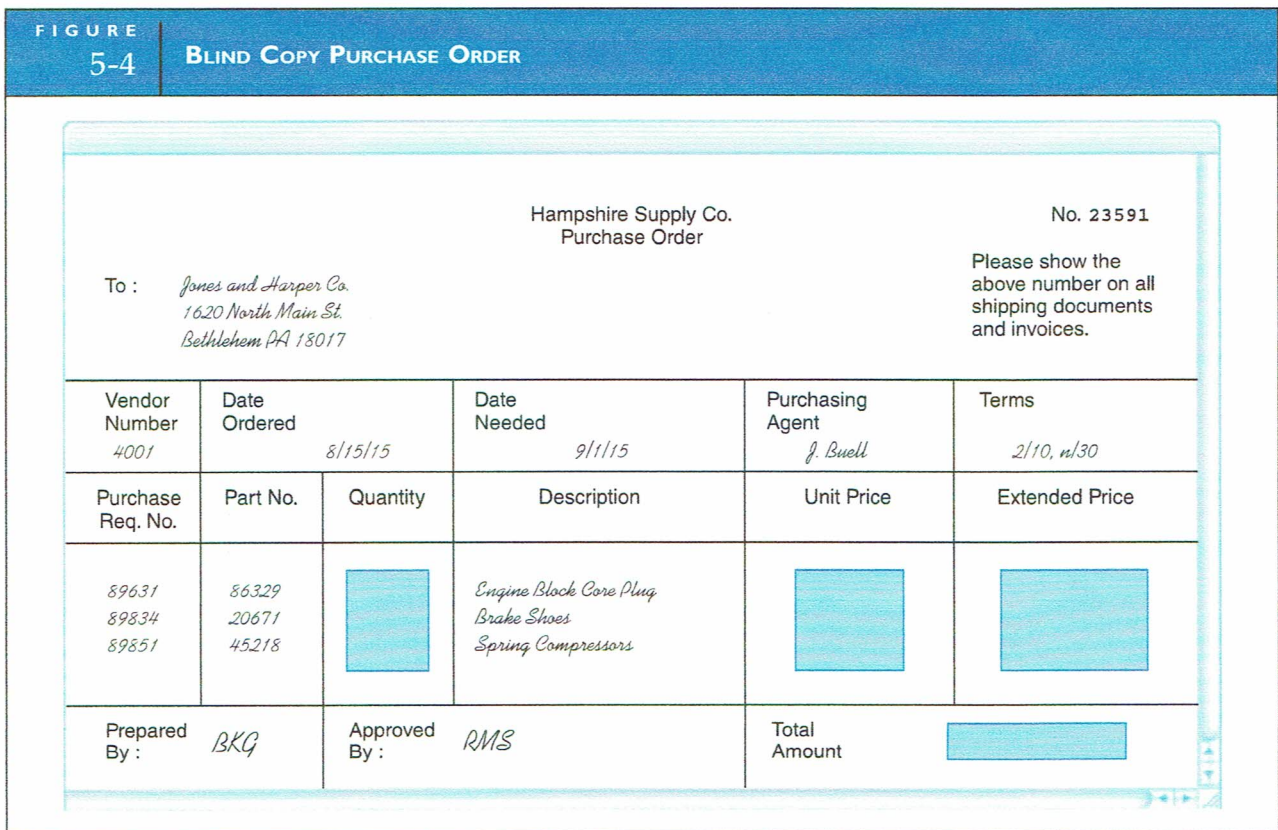 FIGURE
5-4
BLIND COPY PURCHASE ORDER
Hampshire Supply Co.
Purchase Order
No. 23591
Please show the
above number on all
shipping documents
and invoices.
To :
Jones and Harper Co.
1620 North Main St.
Bethlehem PA 18017
Vendor
Number
4001
Date
Ordered
8/15/15
Date
Needed
9/1/15
Purchasing
Agent
J. Buell
Terms
2/10, n/30
Purchase
Req. No.
Part No.
Quantity
Description
Unit Price
Extended Price
89631 86329 Engine Block Core Plug
89834 20671 Brake Shoes
89851 45218 Spring Compressors
Prepared
By :
BKG
Approved
By :
RMS
Total
Amount